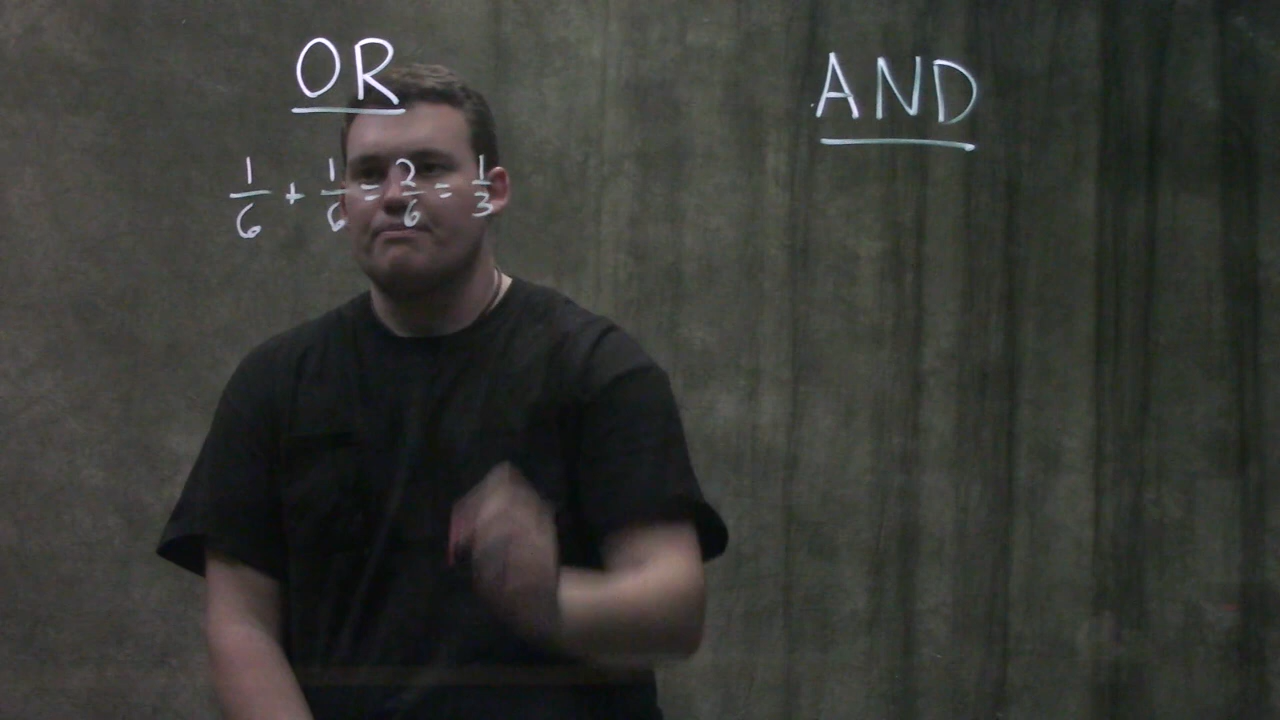 OR
AND
1/6 + 1/6 = 2/6 = 1/3